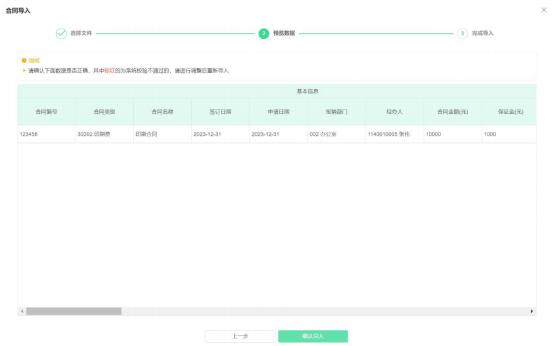 合同导入
选择文件
2 预览数据
3 完成导入
说明
请确认下面数据是否正确，其中标红的为系统校验不通过的，请进行调整后重新导入
基本信息
合同编号 合同类型 合同名称 签订日期 申请日期 报销部门 经办人 合同金额(元) 保证金(元)
123456 30202 印刷费 印刷合同 2023-12-31 2023-12-31 002 办公室 1140010005 张伟 10000 1000
上一步 确认导入